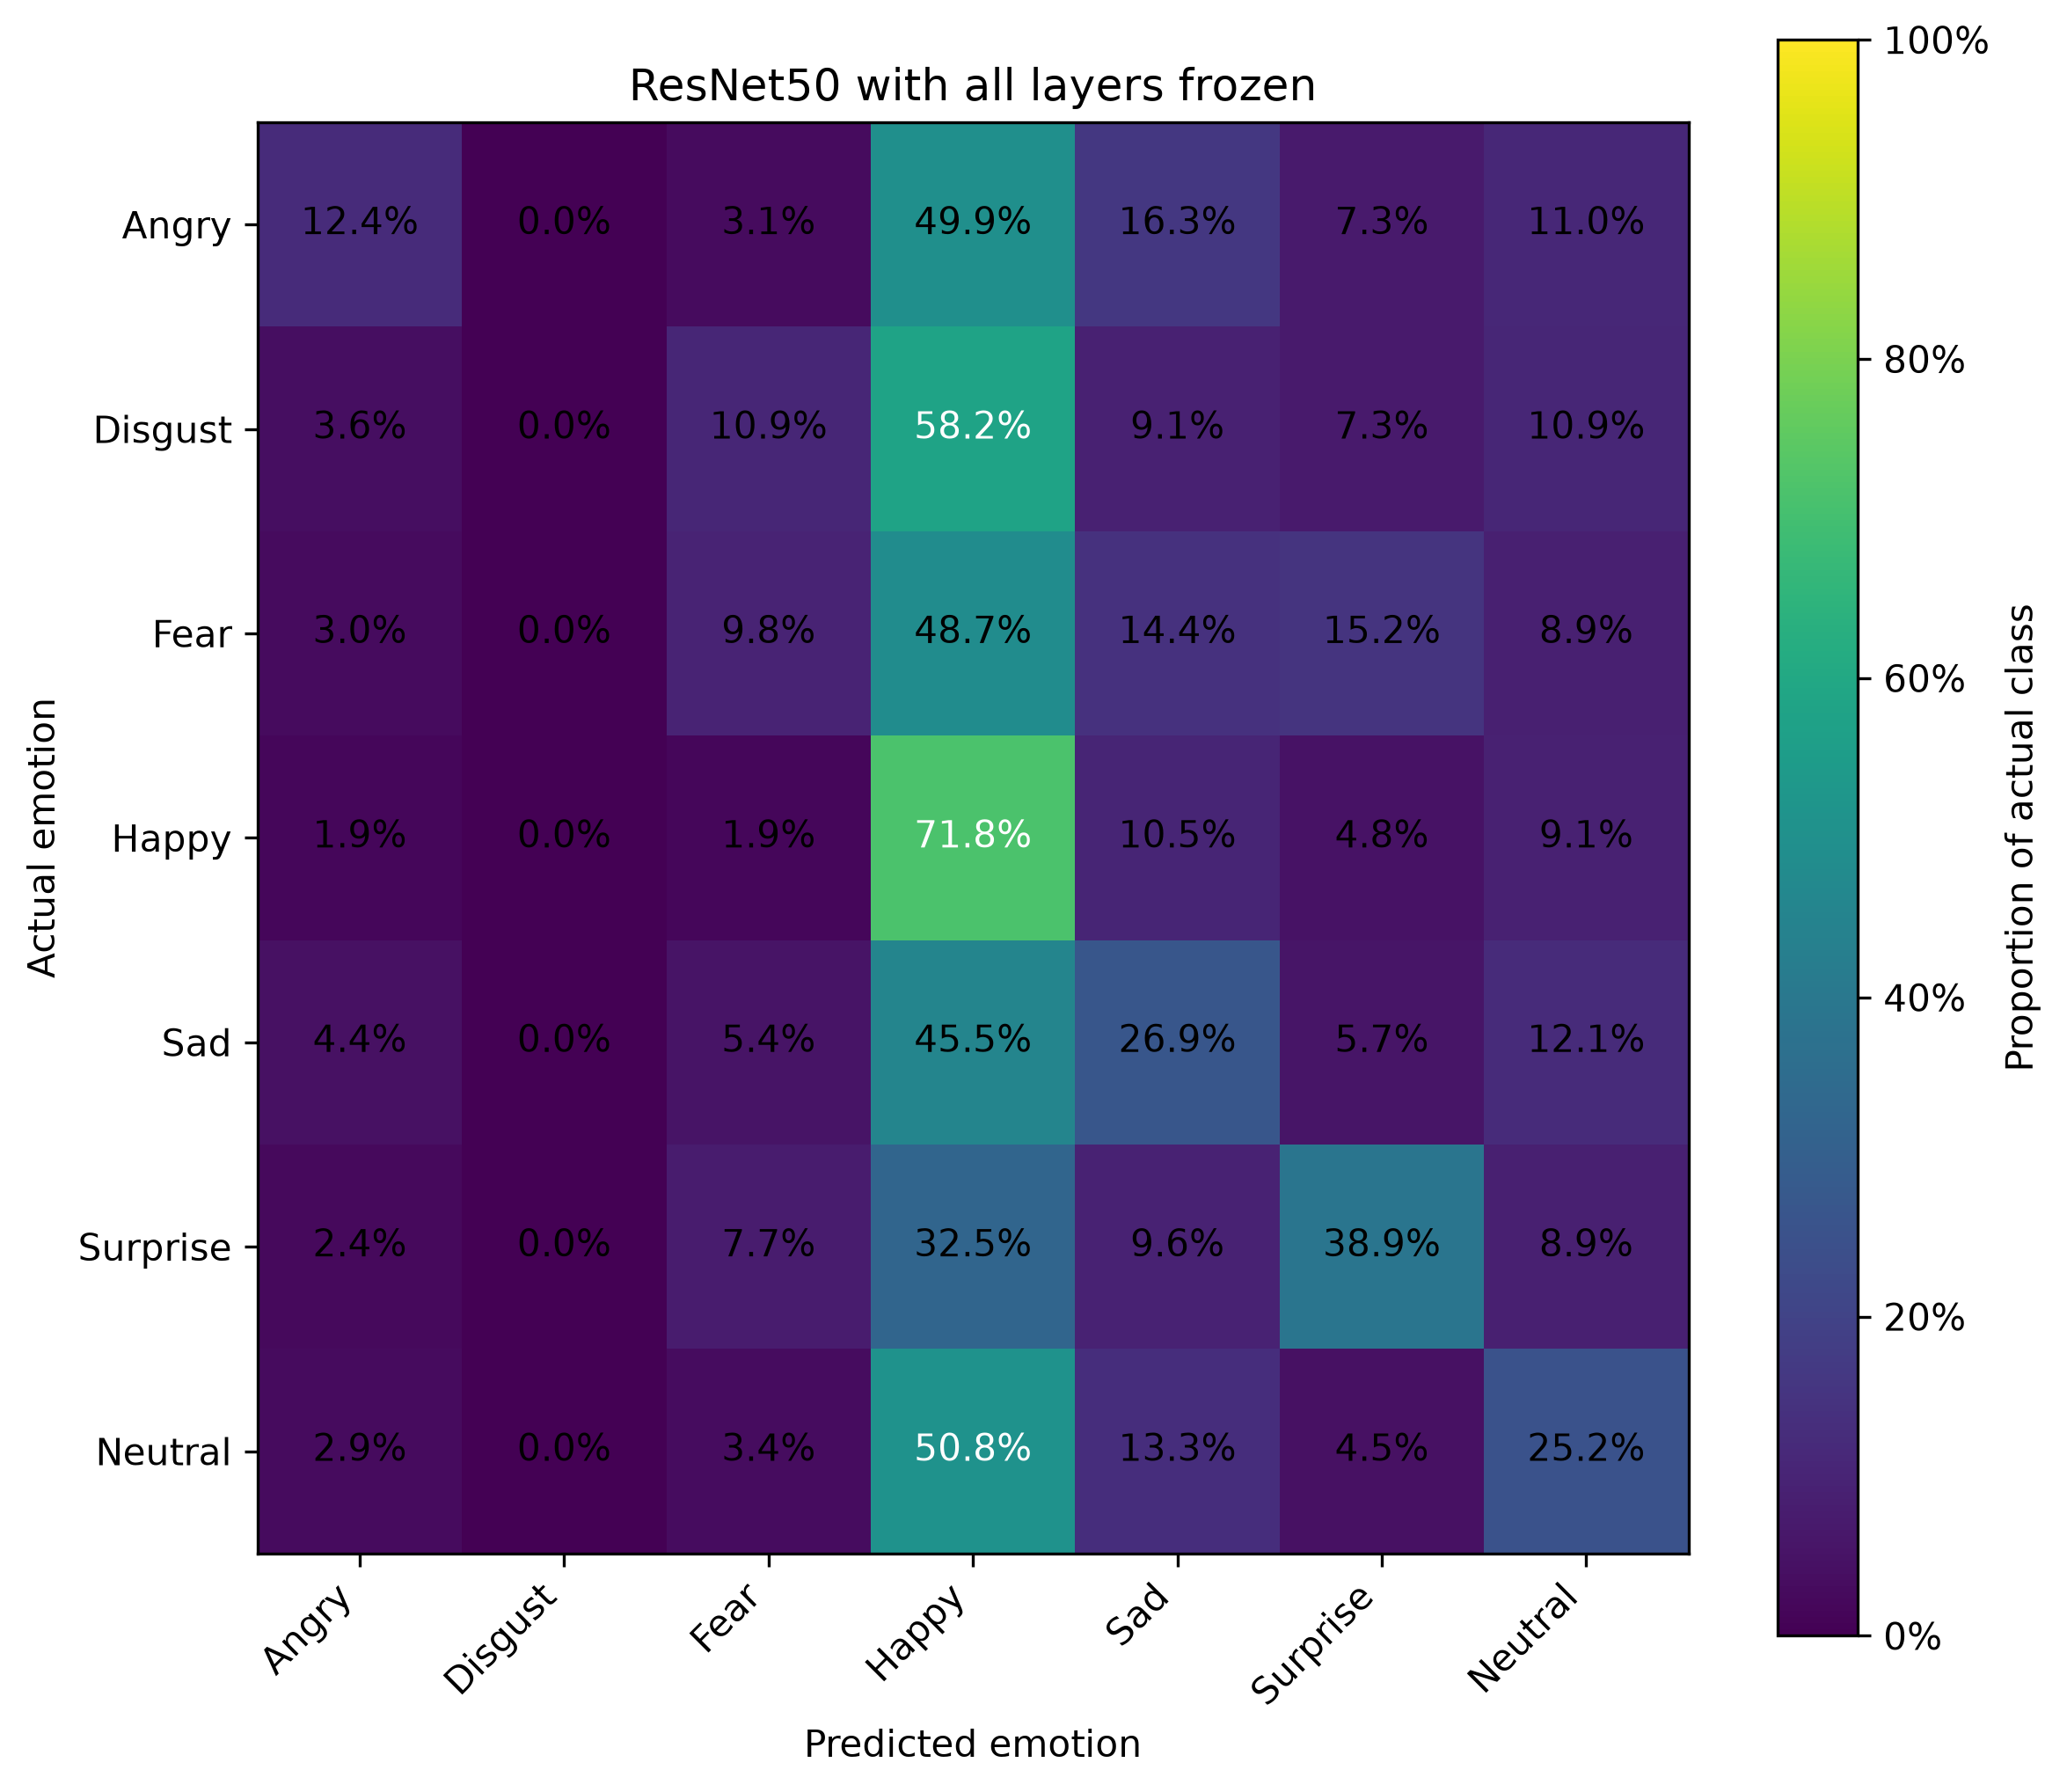 ResNet50 with all layers frozen
100%
80%
60%
40%
20%
0%
Proportion of actual class
Actual emotion
Angry 12.4% 0.0% 3.1% 49.9% 16.3% 7.3% 11.0%
Disgust 3.6% 0.0% 10.9% 58.2% 9.1% 7.3% 10.9%
Fear 3.0% 0.0% 9.8% 48.7% 14.4% 15.2% 8.9%
Happy 1.9% 0.0% 1.9% 71.8% 10.5% 4.8% 9.1%
Sad 4.4% 0.0% 5.4% 45.5% 26.9% 5.7% 12.1%
Surprise 2.4% 0.0% 7.7% 32.5% 9.6% 38.9% 8.9%
Neutral 2.9% 0.0% 3.4% 50.8% 13.3% 4.5% 25.2%
Angry Disgust Fear Happy Sad Surprise Neutral
Predicted emotion